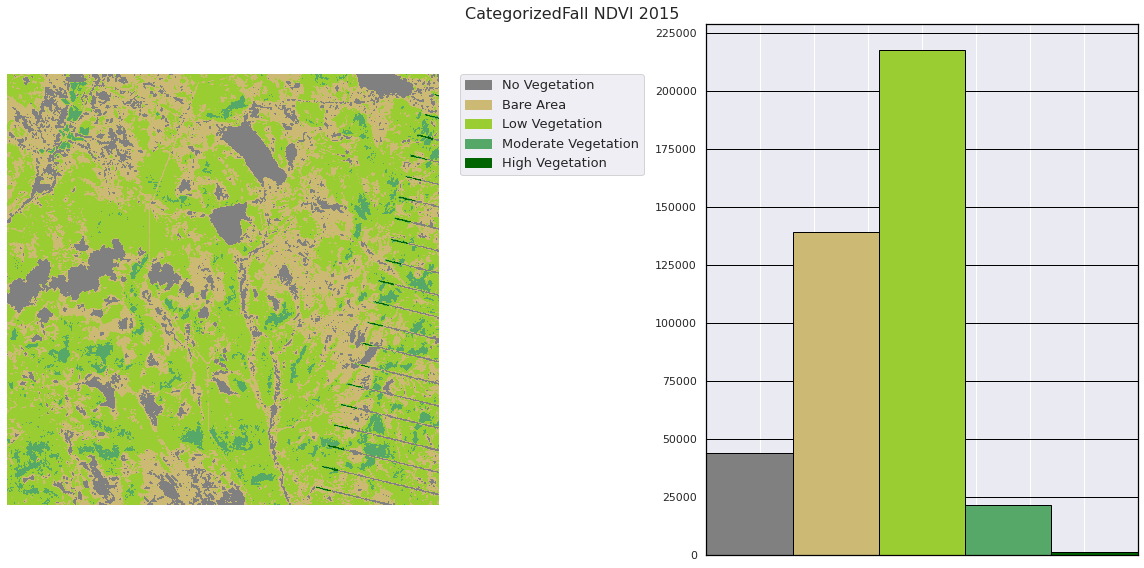 CategorizedFall NDVI 2015
No Vegetation
Bare Area
Low Vegetation
Moderate Vegetation
High Vegetation
225000
200000
175000
150000
125000
100000
75000
50000
25000
0